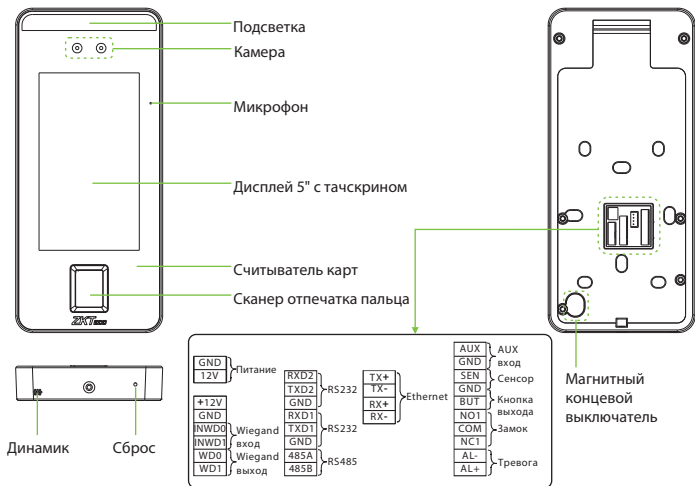 Подсветка
Камера
Микрофон
Дисплей 5" с тачскрином
Считыватель карт
Сканер отпечатка пальца
ZKTeco
Динамик
Сброс
GND
12V
Питание
+12V
GND
INWD0
INWD1
Wiegand
вход
WD0
WD1
Wiegand
выход
RXD2
TXD2
GND
RS232
RXD1
TXD1
GND
RS232
485A
485B
RS485
TX+
TX-
RX+
RX-
Ethernet
AUX
GND
AUX
вход
SEN
GND
Сенсор
BUT
Кнопка
выхода
NO1
COM
NC1
Замок
AL-
AL+
Тревога
Магнитный
концевой
выключатель